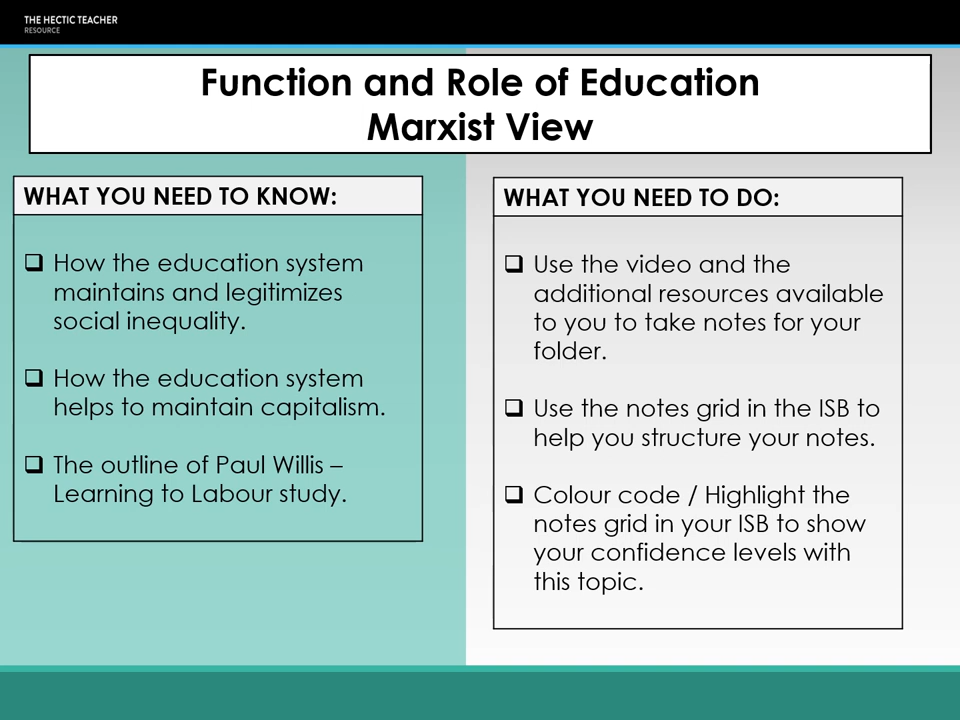 THE HECTIC TEACHER
RESOURCE
Function and Role of Education
Marxist View
WHAT YOU NEED TO KNOW:
❑ How the education system
maintains and legitimizes
social inequality.
❑ How the education system
helps to maintain capitalism.
❑ The outline of Paul Willis –
Learning to Labour study.
WHAT YOU NEED TO DO:
❑ Use the video and the
additional resources available
to you to take notes for your
folder.
❑ Use the notes grid in the ISB to
help you structure your notes.
❑ Colour code / Highlight the
notes grid in your ISB to show
your confidence levels with
this topic.